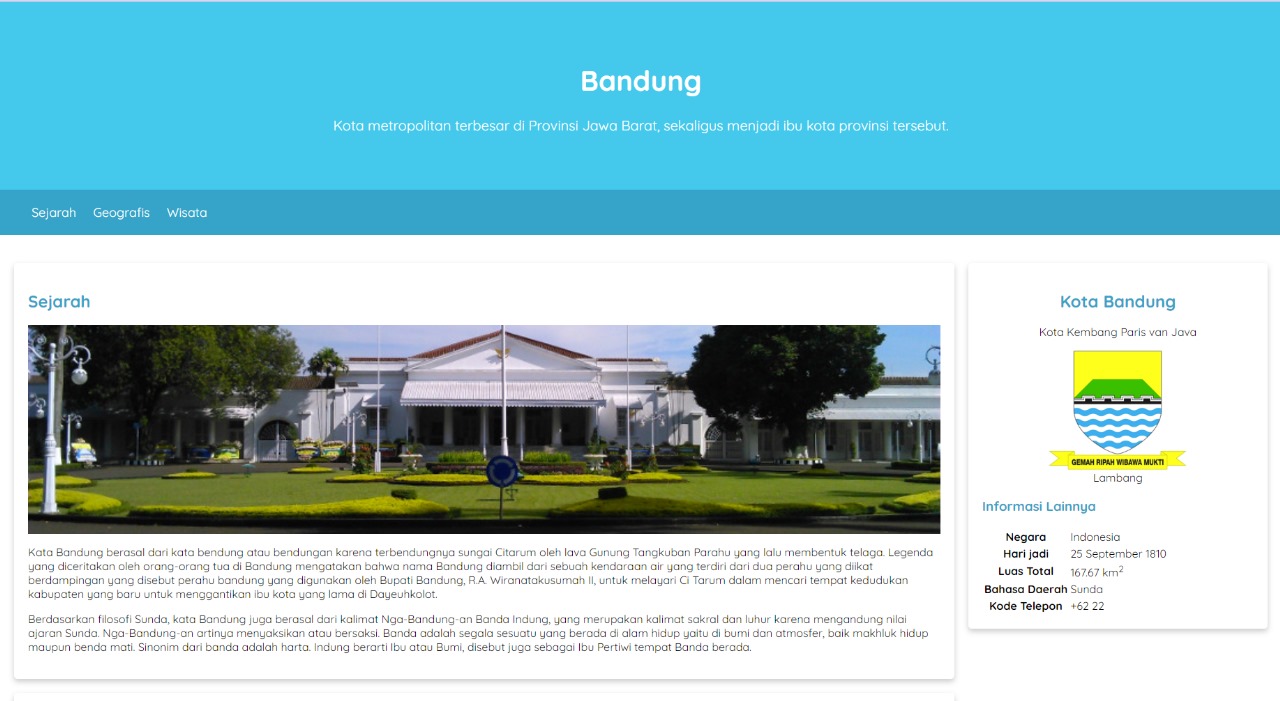 Bandung
Kota metropolitan terbesar di Provinsi Jawa Barat, sekaligus menjadi ibu kota provinsi tersebut.
Sejarah Geografis Wisata
Sejarah
Kata Bandung berasal dari kata bendung atau bendungan karena terbendungnya sungai Citarum oleh lava Gunung Tangkuban Parahu yang lalu membentuk telaga. Legenda
yang diceritakan oleh orang-orang tua di Bandung mengatakan bahwa nama Bandung diambil dari sebuah kendaraan air yang terdiri dari dua perahu yang diikat
berdampingan yang disebut perahu bandung yang digunakan oleh Bupati Bandung, R.A. Wiranatakusumah II, untuk melayari Ci Tarum dalam mencari tempat kedudukan
kabupaten yang baru untuk menggantikan ibu kota yang lama di Dayeuhkolot.
Berdasarkan filosofi Sunda, kata Bandung juga berasal dari kalimat Nga-Bandung-an Banda Indung, yang merupakan kalimat sakral dan luhur karena mengandung nilai
ajaran Sunda. Nga-Bandung-an artinya menyaksikan atau bersaksi. Banda adalah segala sesuatu yang berada di alam hidup yaitu di bumi dan atmosfer, baik makhluk hidup
maupun benda mati. Sinonim dari banda adalah harta. Indung berarti Ibu atau Bumi, disebut juga sebagai Ibu Pertiwi tempat Banda berada.
Kota Bandung
Kota Kembang Paris van Java
GEMAH RIPAH WIBAWA MUKTI
Lambang
Informasi Lainnya
Negara Indonesia
Hari jadi 25 September 1810
Luas Total 167.67 km²
Bahasa Daerah Sunda
Kode Telepon +62 22